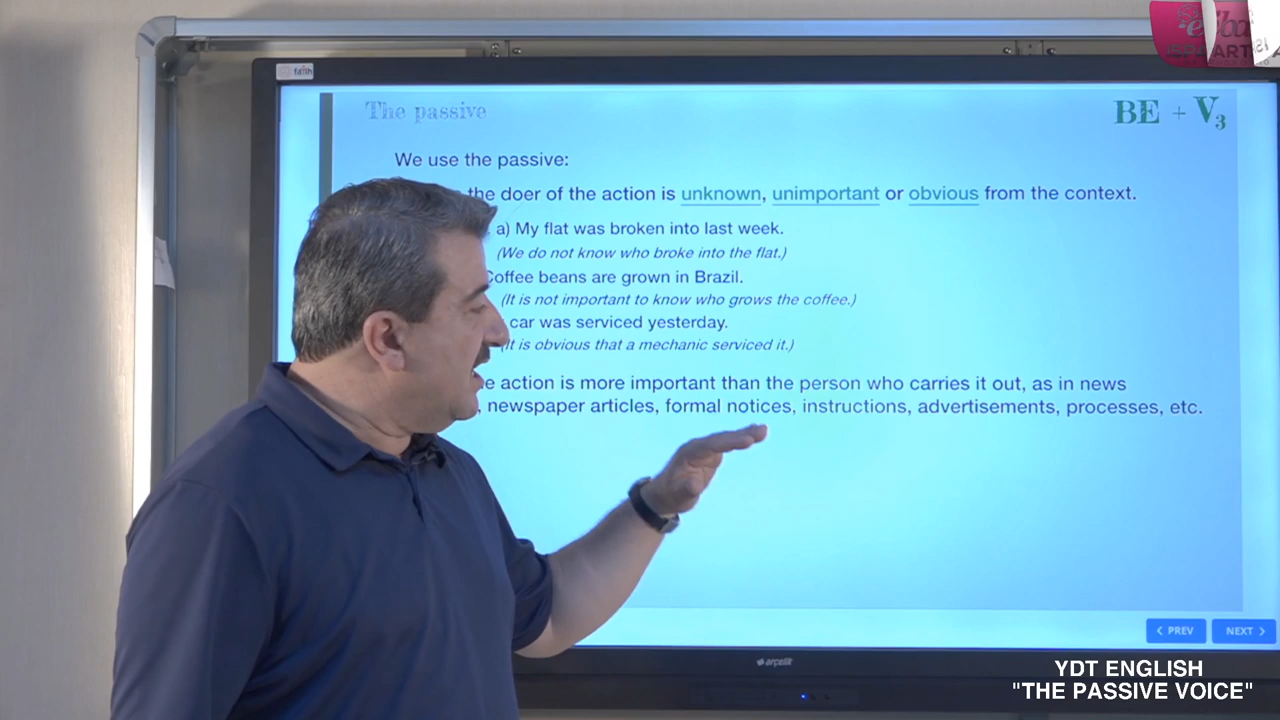 fatih
The passive
BE + V3
We use the passive:
the doer of the action is unknown, unimportant or obvious from the context.
a) My flat was broken into last week.
(We do not know who broke into the flat.)
Coffee beans are grown in Brazil.
(It is not important to know who grows the coffee.)
car was serviced yesterday.
(It is obvious that a mechanic serviced it.)
action is more important than the person who carries it out, as in news
, newspaper articles, formal notices, instructions, advertisements, processes, etc.
< PREV
NEXT >
arçelik
YDT ENGLISH
"THE PASSIVE VOICE"